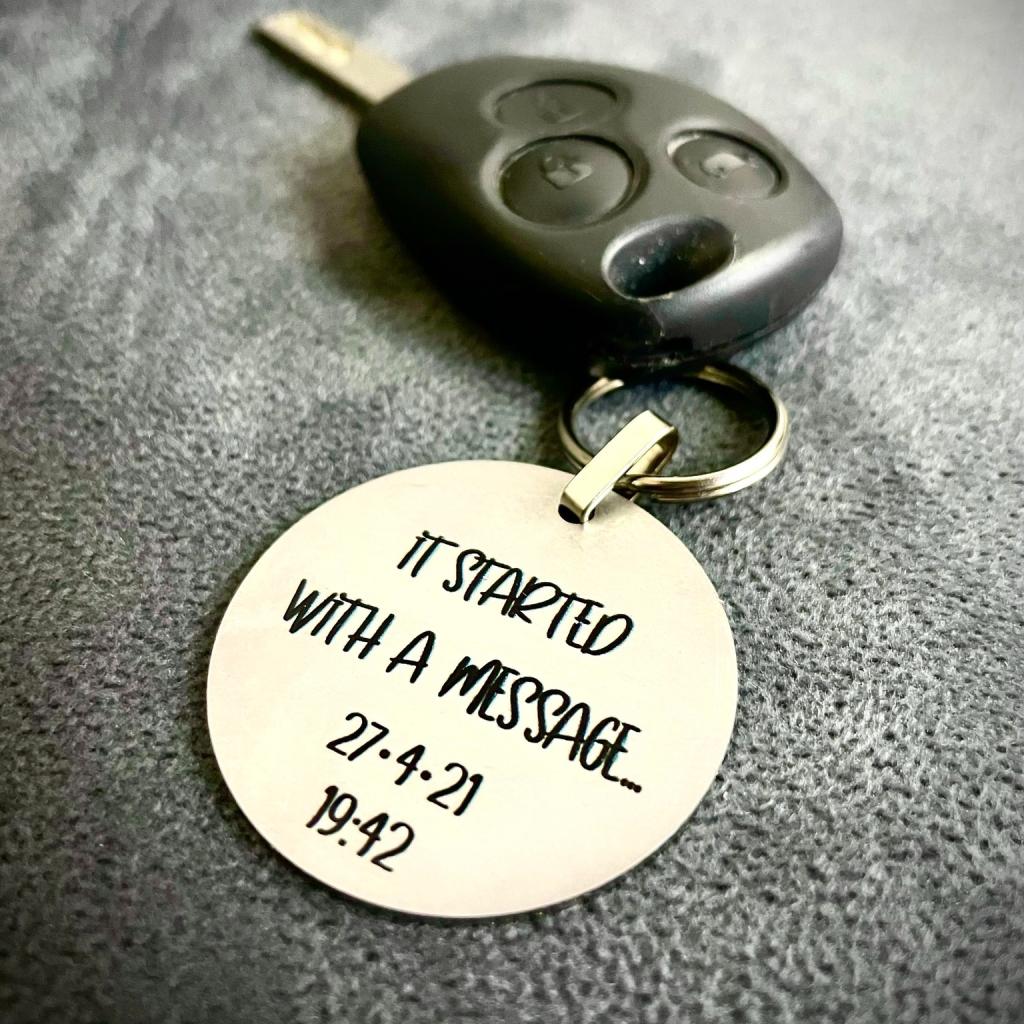 IT STARTED
WITH A MESSAGE...
27.4.21
19:42